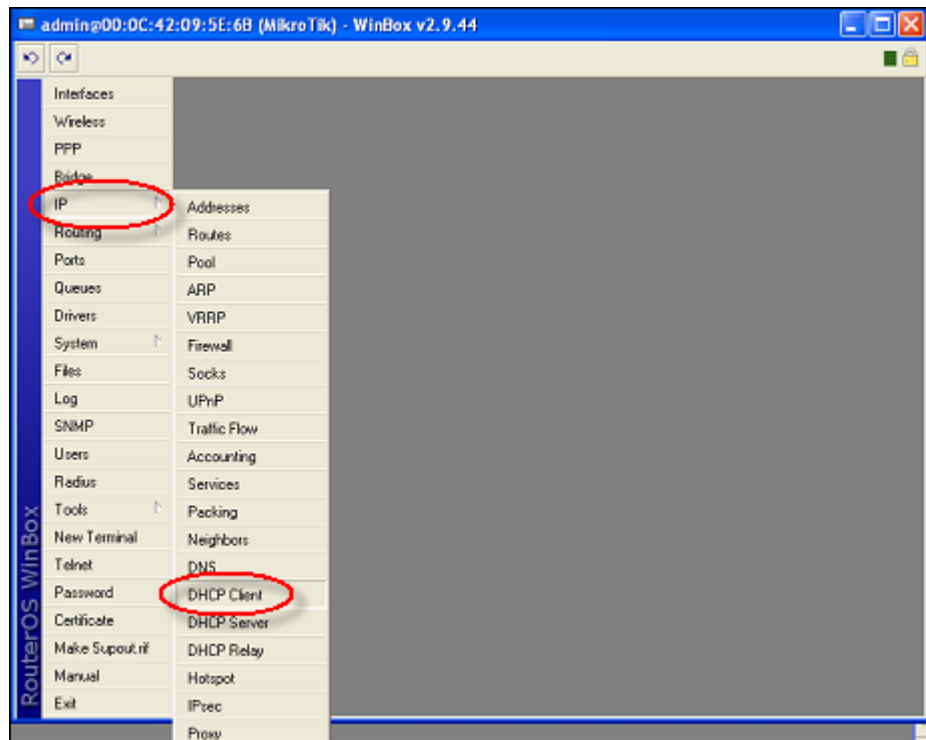 admin@00:0C:42:09:5E:6B (MikroTik) - WinBox v2.9.44
Interfaces
Wireless
PPP
Bridge
IP
Routing
Ports
Queues
Drivers
System
Files
Log
SNMP
Users
Radius
Tools
New Terminal
Telnet
Password
Certificate
Make Supout.rif
Manual
Exit
Addresses
Routes
Pool
ARP
VRRP
Firewall
Socks
UPnP
Traffic Flow
Accounting
Services
Packing
Neighbors
DNS
DHCP Client
DHCP Server
DHCP Relay
Hotspot
IPsec
Proxy
RouterOS WinBox